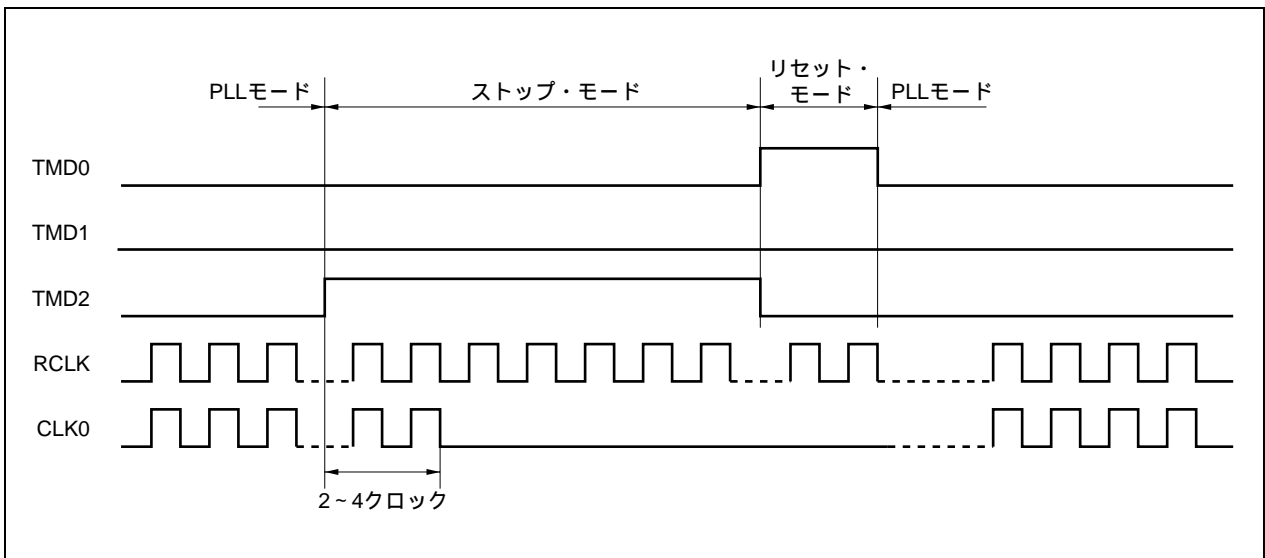 リセット・
PLLモード
ストップ・モード
モード
PLLモード
TMD0
TMD1
TMD2
RCLK
CLK0
2~4クロック